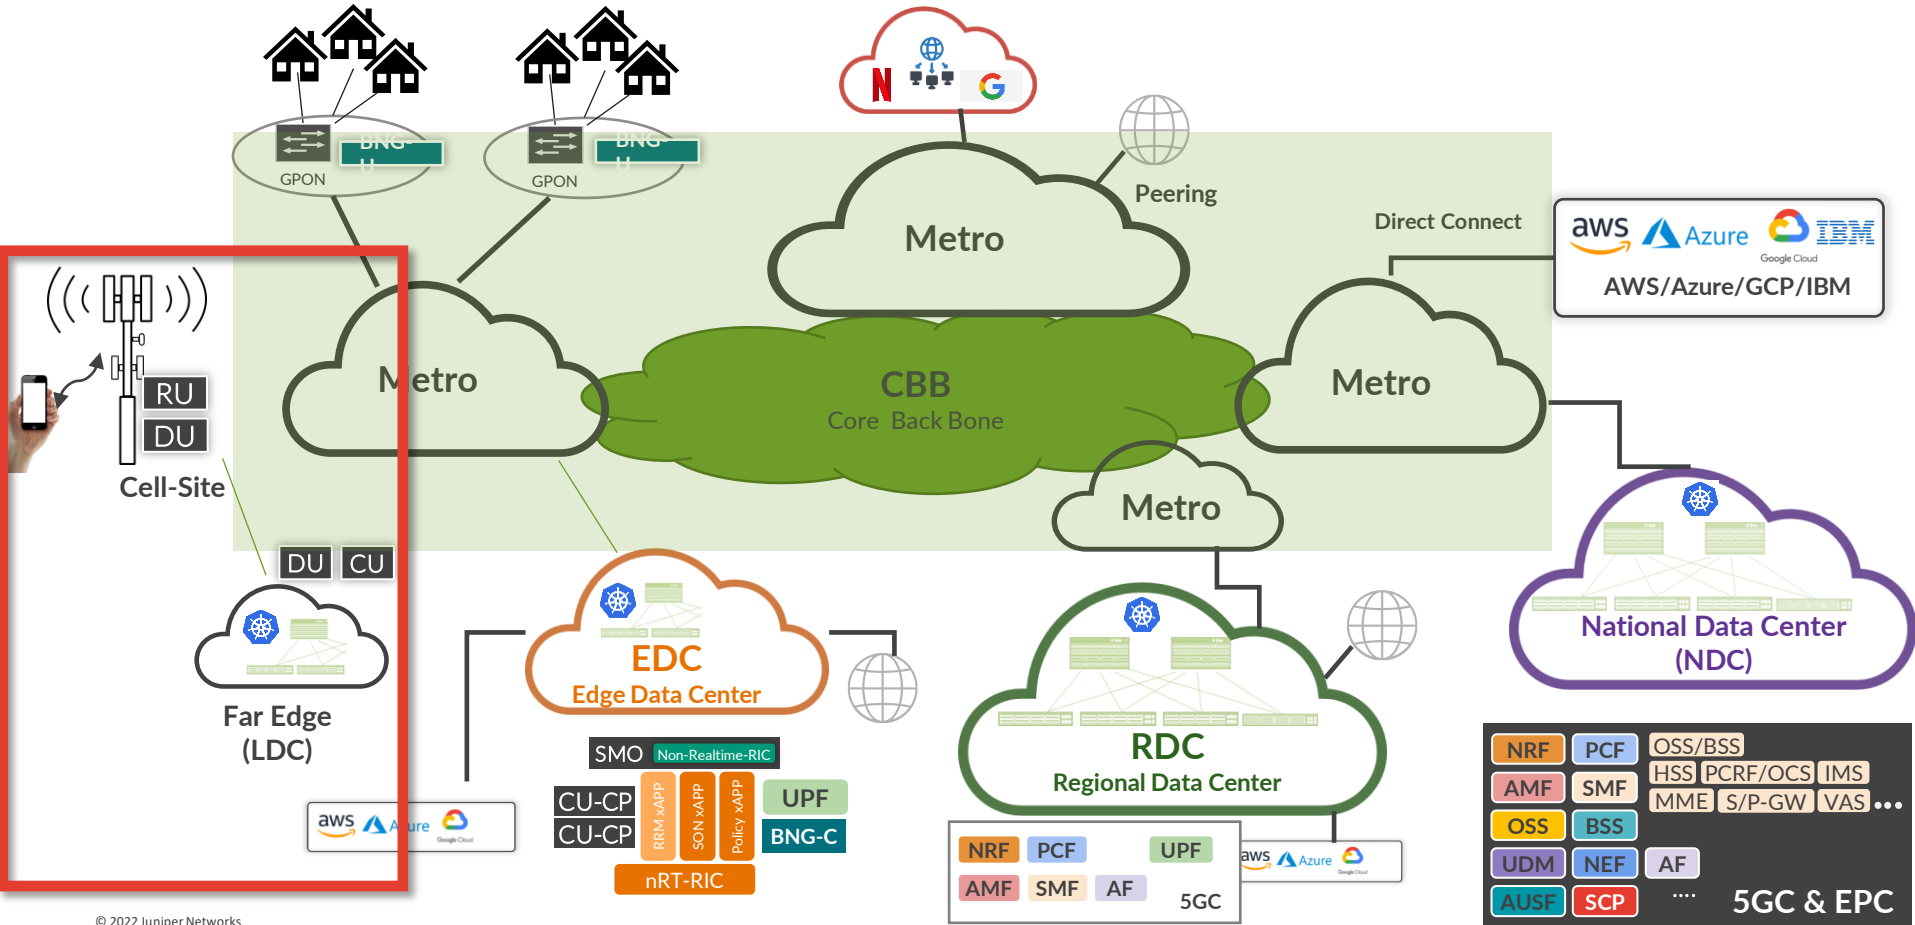 N
G
BNG-
U
BNG-
U
GPON
GPON
Peering
Metro
Direct Connect
aws
Azure
Google Cloud
IBM
AWS/Azure/GCP/IBM
Metro
CBB
Core Back Bone
Metro
RU
DU
Cell-Site
Metro
DU
CU
Far Edge
(LDC)
EDC
Edge Data Center
RDC
Regional Data Center
National Data Center
(NDC)
aws
Azure
Google Cloud
SMO
Non-Realtime-RIC
CU-CP
CU-CP
RRM xAPP
SON xAPP
Policy xAPP
UPF
BNG-C
nRT-RIC
NRF
PCF
UPF
AMF
SMF
AF
5GC
aws
Azure
Google Cloud
NRF
PCF
OSS/BSS
HSS
PCRF/OCS
IMS
AMF
SMF
MME
S/P-GW
VAS
...
OSS
BSS
UDM
NEF
AF
AUSF
SCP
....
5GC & EPC
© 2022 Juniper Networks